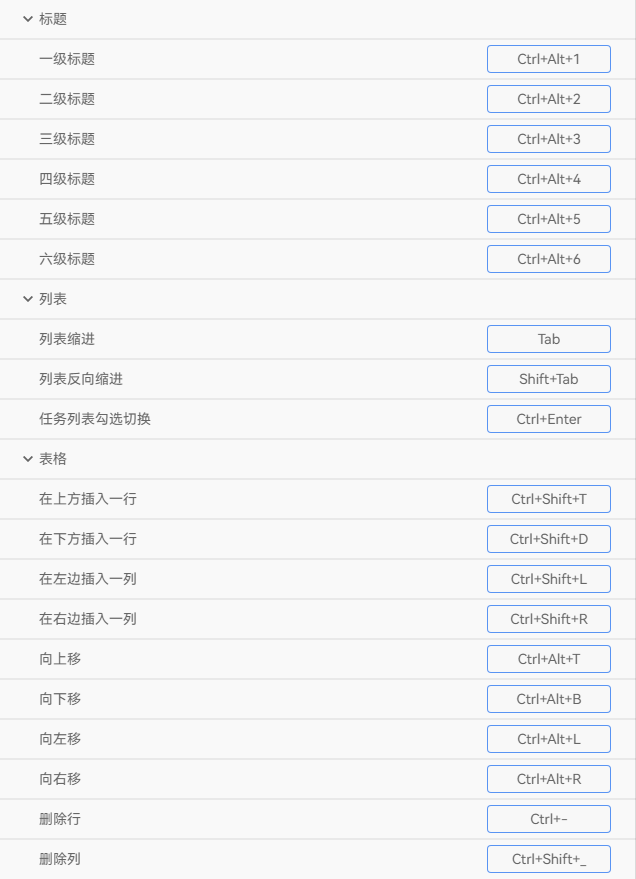 标题
一级标题 Ctrl+Alt+1
二级标题 Ctrl+Alt+2
三级标题 Ctrl+Alt+3
四级标题 Ctrl+Alt+4
五级标题 Ctrl+Alt+5
六级标题 Ctrl+Alt+6
列表
列表缩进 Tab
列表反向缩进 Shift+Tab
任务列表勾选切换 Ctrl+Enter
表格
在上方插入一行 Ctrl+Shift+T
在下方插入一行 Ctrl+Shift+D
在左边插入一列 Ctrl+Shift+L
在右边插入一列 Ctrl+Shift+R
向上移 Ctrl+Alt+T
向下移 Ctrl+Alt+B
向左移 Ctrl+Alt+L
向右移 Ctrl+Alt+R
删除行 Ctrl+-
删除列 Ctrl+Shift+_